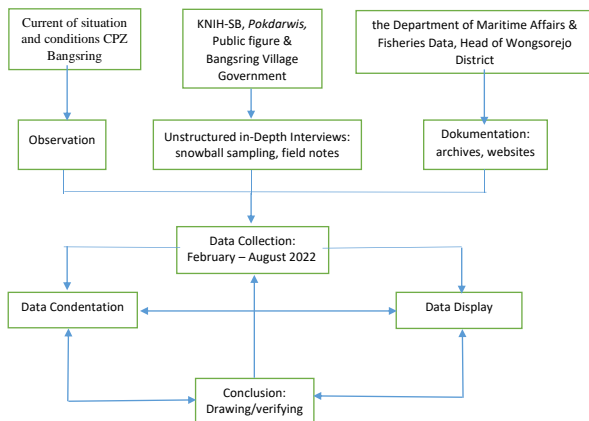 Current of situation
and conditions CPZ
Bangsring
KNIH-SB, Pokdarwis,
Public figure &
Bangsring Village
Government
the Department of Maritime Affairs &
Fisheries Data, Head of Wongsorejo
District
Observation
Unstructured in-Depth Interviews:
snowball sampling, field notes
Dokumentation:
archives, websites
Data Collection:
February – August 2022
Data Condentation
Data Display
Conclusion:
Drawing/verifying